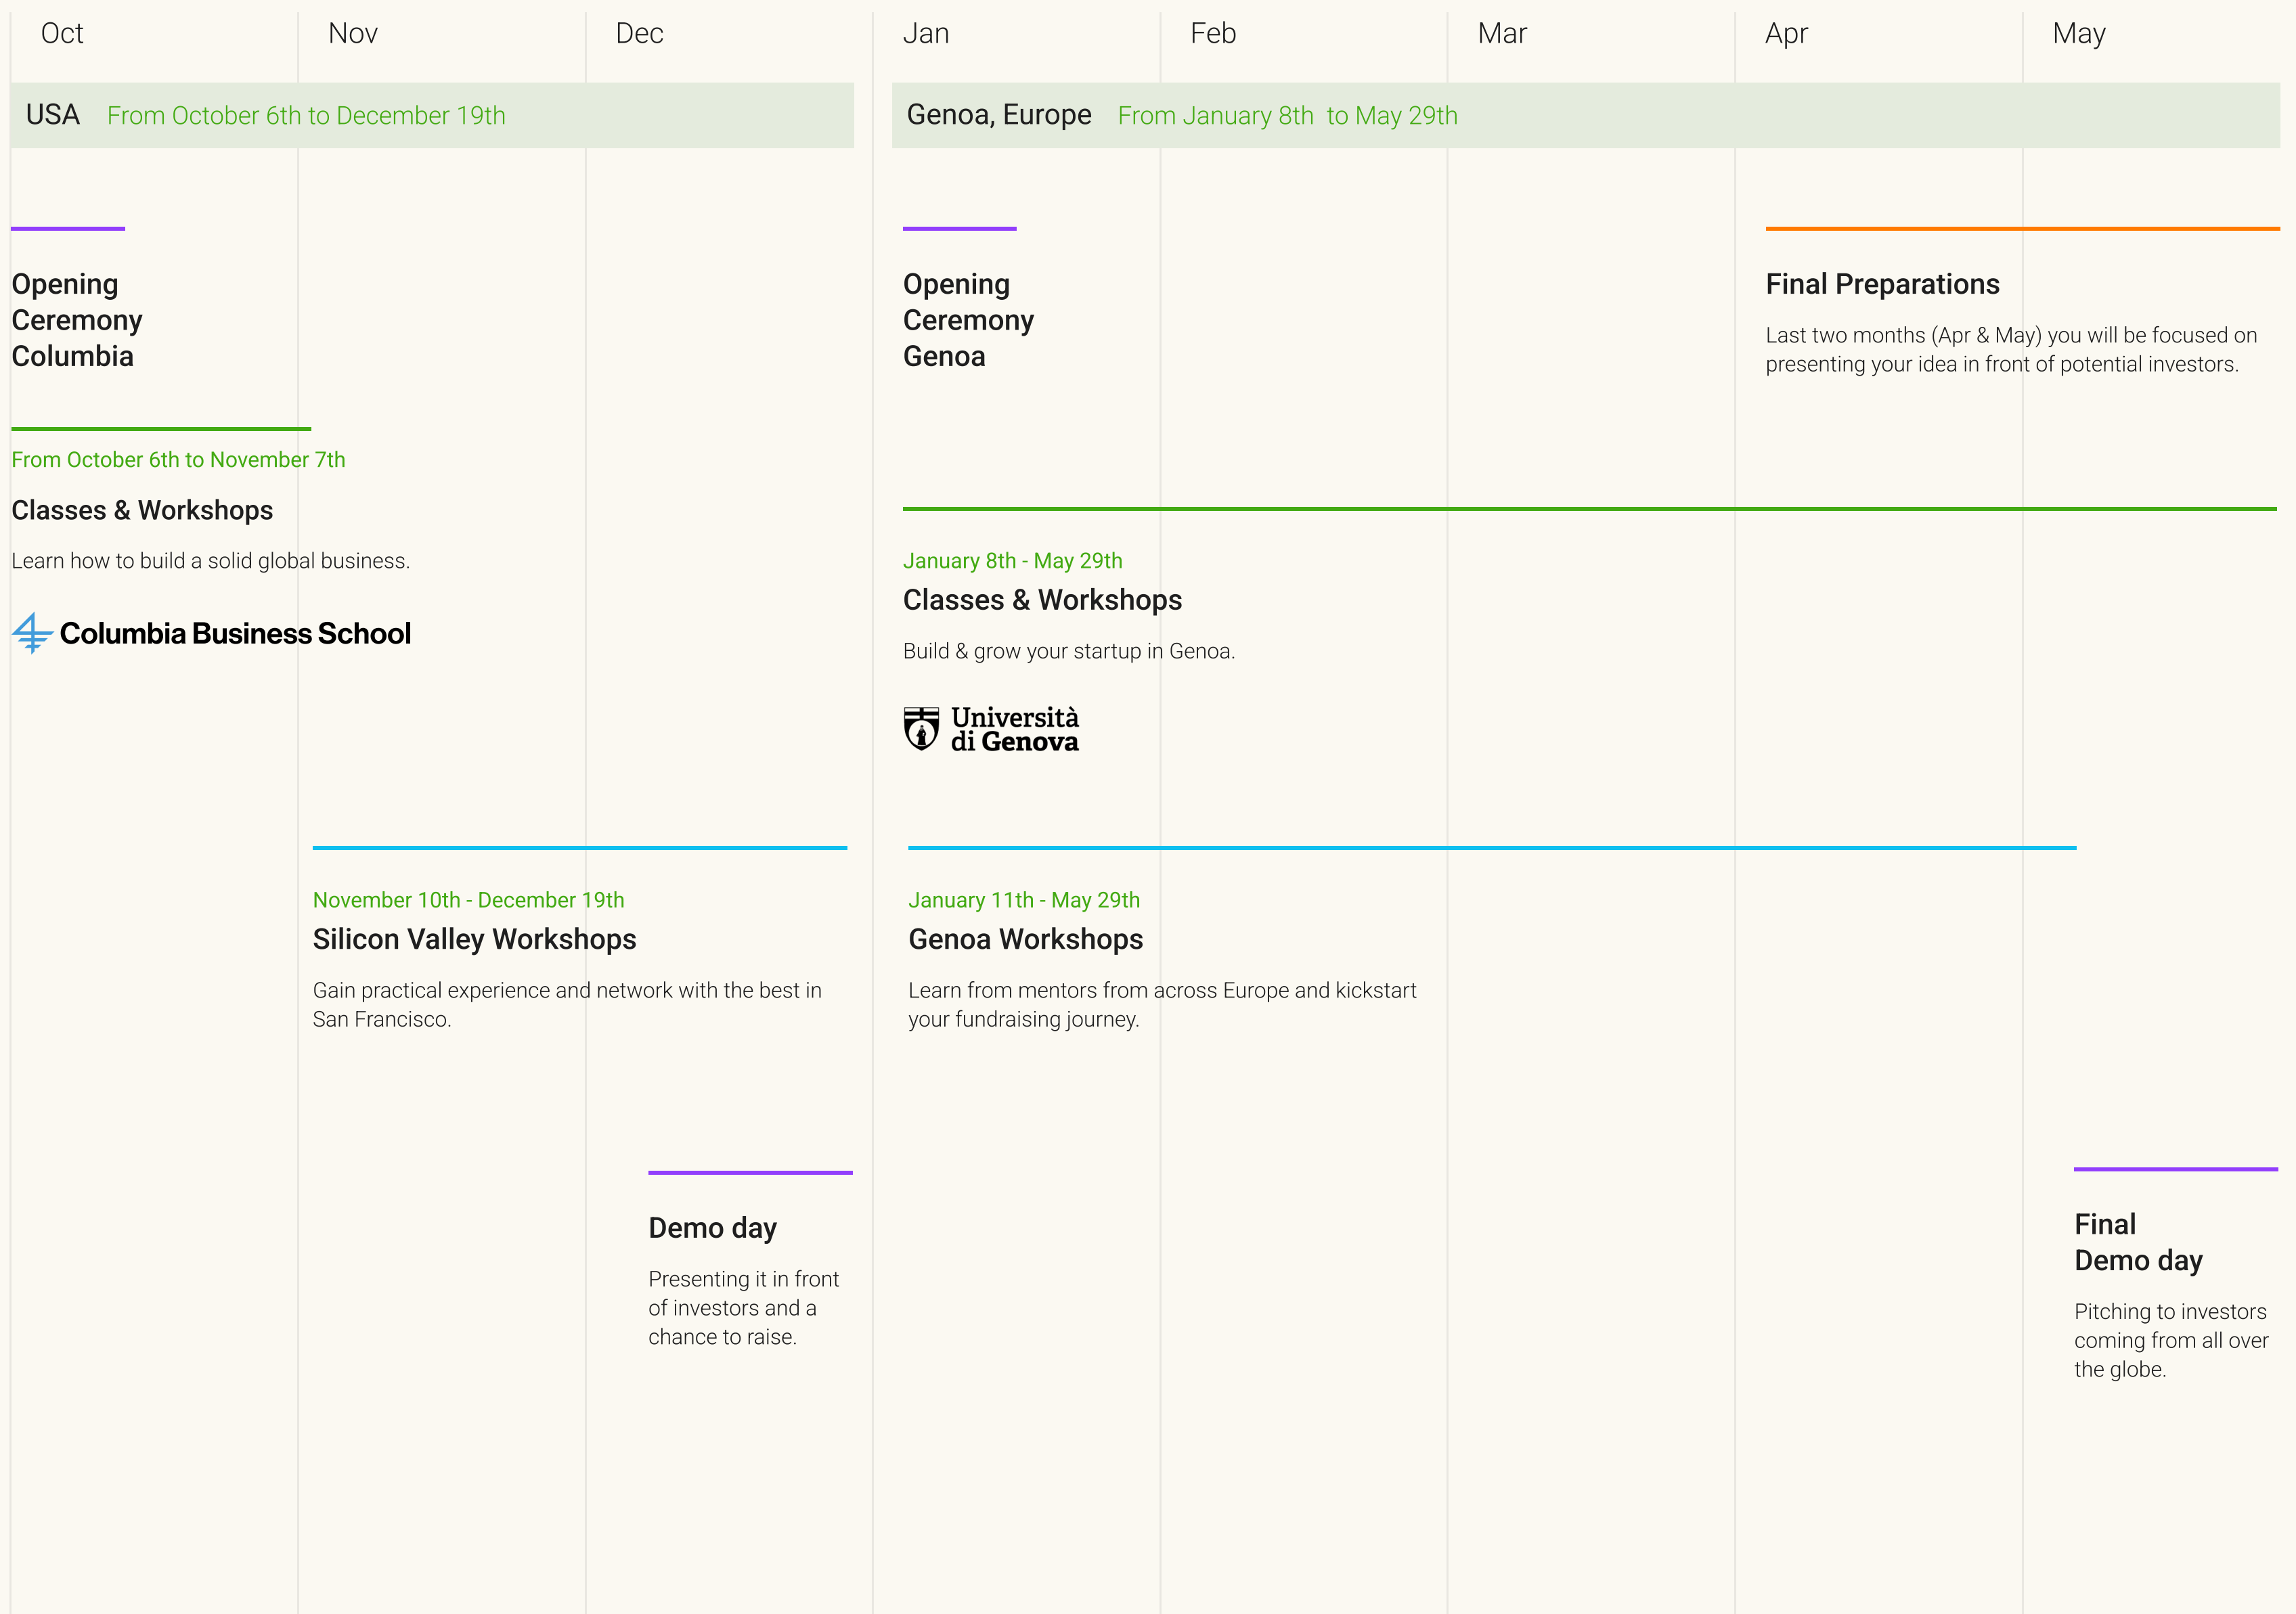 Oct
Nov
Dec
Jan
Feb
Mar
Apr
May
USA
From October 6th to December 19th
Genoa, Europe
From January 8th to May 29th
Opening
Ceremony
Columbia
From October 6th to November 7th
Classes & Workshops
Learn how to build a solid global business.
Columbia Business School
November 10th - December 19th
Silicon Valley Workshops
Gain practical experience and network with the best in
San Francisco.
Demo day
Presenting it in front
of investors and a
chance to raise.
Opening
Ceremony
Genoa
January 8th - May 29th
Classes & Workshops
Build & grow your startup in Genoa.
Università
di Genova
January 11th - May 29th
Genoa Workshops
Learn from mentors from across Europe and kickstart
your fundraising journey.
Final Preparations
Last two months (Apr & May) you will be focused on
presenting your idea in front of potential investors.
Final
Demo day
Pitching to investors
coming from all over
the globe.